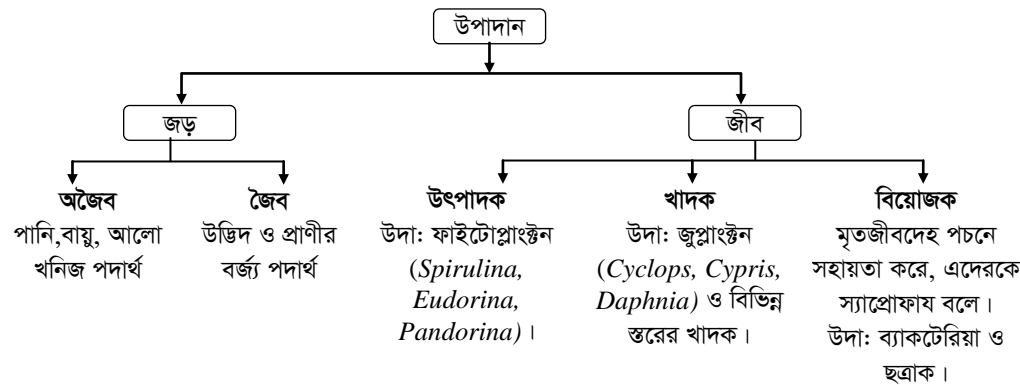 উপাদান
জড়
জীব
অজৈব
পানি,বায়ু, আলো
খনিজ পদার্থ
জৈব
উদ্ভিদ ও প্রাণীর
বর্জ্য পদার্থ
উৎপাদক
উদা: ফাইটোপ্লাংক্টন
(Spirulina,
Eudorina,
Pandorina)।
খাদক
উদা: জুপ্লাংক্টন
(Cyclops, Cypris,
Daphnia) ও বিভিন্ন
স্তরের খাদক।
বিয়োজক
মৃতজীবদেহ পচনে
সহায়তা করে, এদেরকে
স্যাপ্রোফায বলে।
উদা: ব্যাকটেরিয়া ও
ছত্রাক।